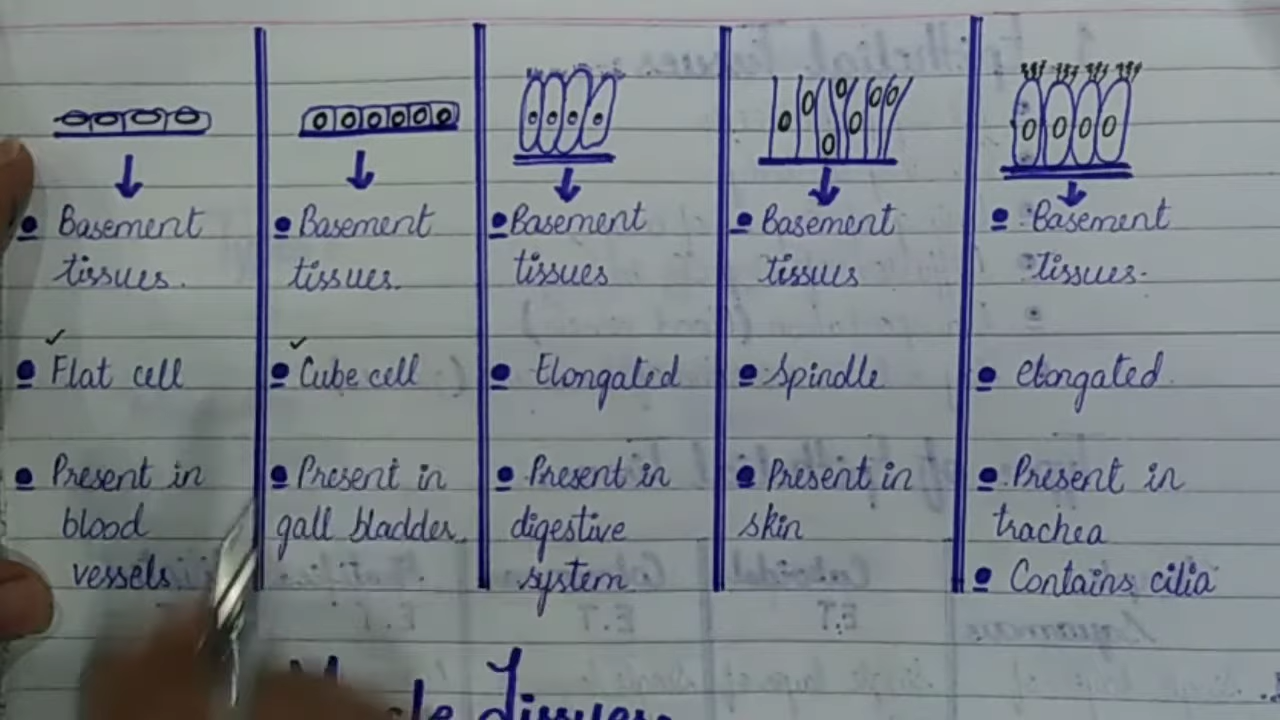 Basement
tissues.
Flat cell
Present in
blood
vessels
Basement
tissues.
Cube cell
Present in
gall bladder
Basement
tissues
Elongated
Present in
digestive
system
Basement
tissues
Spindle
Present in
skin
Basement
tissues.
elongated
Present in
trachea
Contains cilia
Tissues